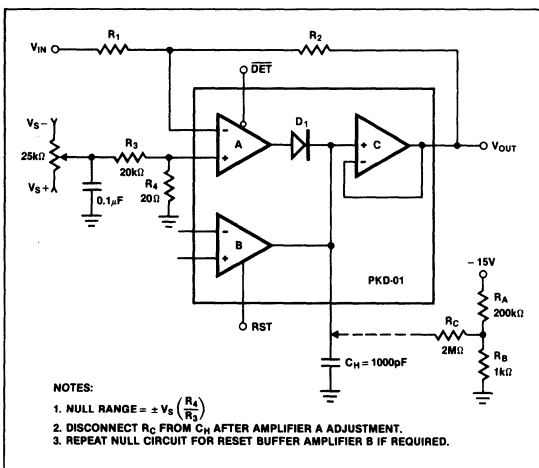 R1
R2
VIN
DET
VS−
25kΩ
VS+
R3
20kΩ
0.1μF
R4
20Ω
−
+
A
D1
+
−
C
VOUT
−
+
B
PKD-01
RST
− 15V
RA
200kΩ
RC
2MΩ
RB
1kΩ
CH = 1000pF
NOTES:
1. NULL RANGE = ± VS (R4/R3)
2. DISCONNECT RC FROM CH AFTER AMPLIFIER A ADJUSTMENT.
3. REPEAT NULL CIRCUIT FOR RESET BUFFER AMPLIFIER B IF REQUIRED.